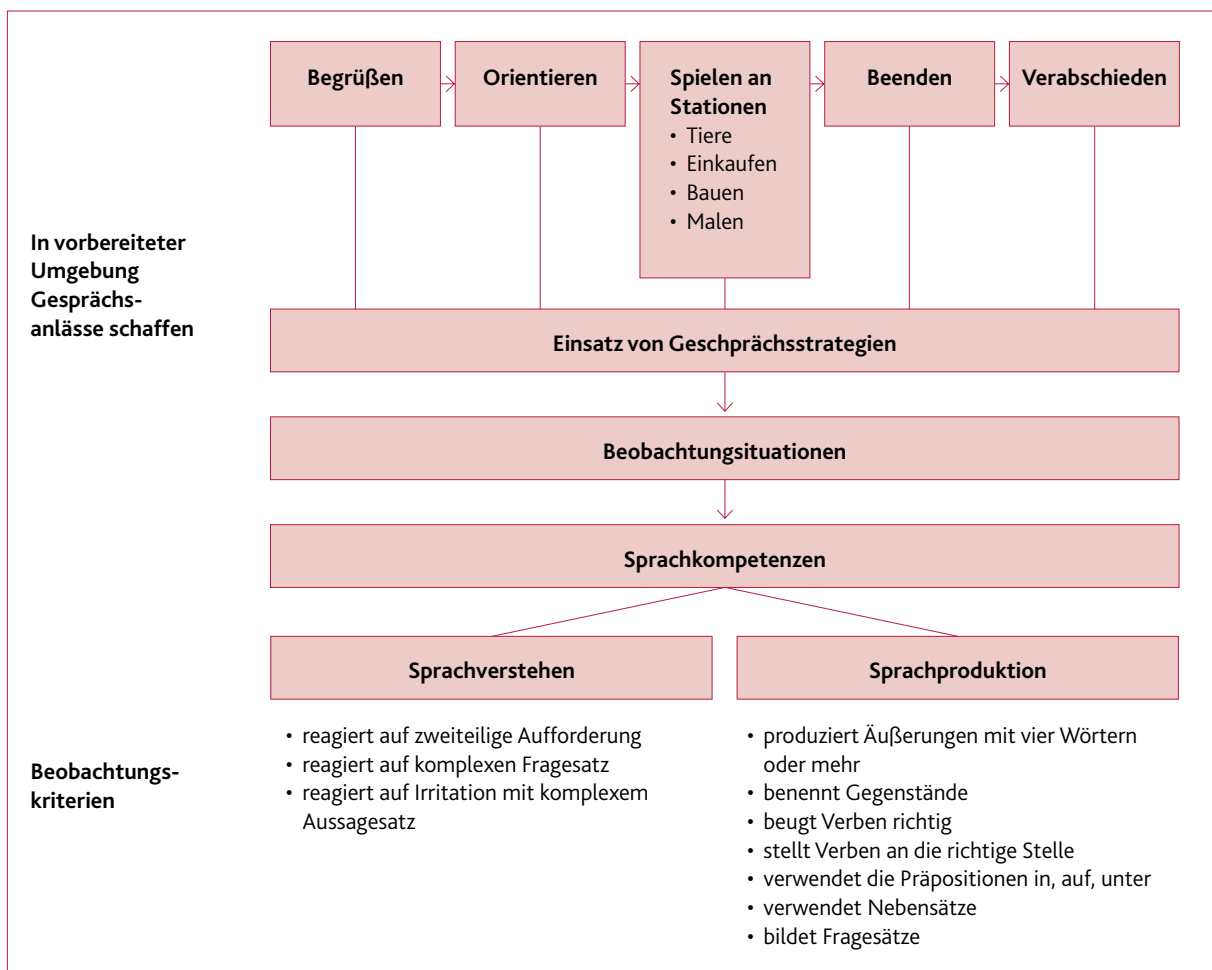 Begrüßen
Orientieren
Spielen an
Stationen
• Tiere
• Einkaufen
• Bauen
• Malen
Beenden
Verabschieden
In vorbereiteter
Umgebung
Gesprächs-
anlässe schaffen
Einsatz von Geschprächsstrategien
Beobachtungsituationen
Sprachkompetenzen
Sprachverstehen
Sprachproduktion
Beobachtungs-
kriterien
• reagiert auf zweiteilige Aufforderung
• reagiert auf komplexen Fragesatz
• reagiert auf Irritation mit komplexem
Aussagesatz
• produziert Äußerungen mit vier Wörtern
oder mehr
• benennt Gegenstände
• beugt Verben richtig
• stellt Verben an die richtige Stelle
• verwendet die Präpositionen in, auf, unter
• verwendet Nebensätze
• bildet Fragesätze